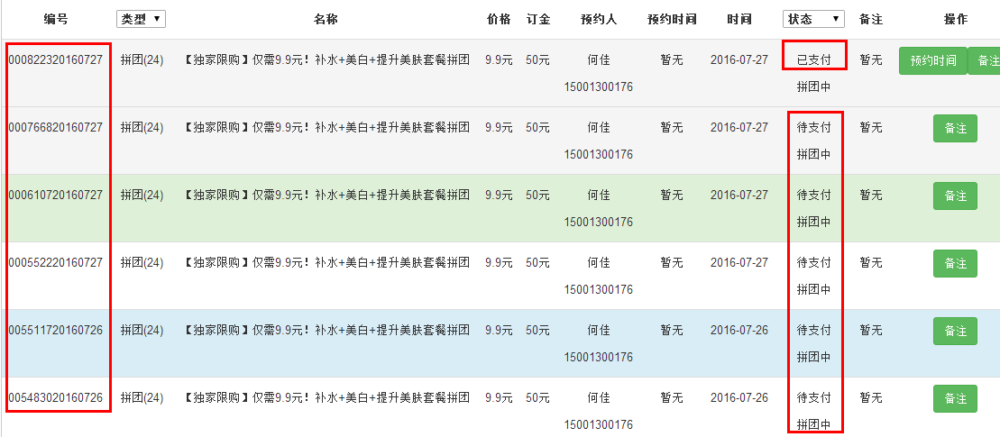 编号 类型 名称 价格 订金 预约人 预约时间 时间 状态 备注 操作
000822320160727 拼团(24) 【独家限购】仅需9.9元！补水+美白+提升美肤套餐拼团 9.9元 50元 何佳 暂无 2016-07-27 已支付 暂无 预约时间 备注
15001300176 拼团中
000766820160727 拼团(24) 【独家限购】仅需9.9元！补水+美白+提升美肤套餐拼团 9.9元 50元 何佳 暂无 2016-07-27 待支付 暂无 备注
15001300176 拼团中
000610720160727 拼团(24) 【独家限购】仅需9.9元！补水+美白+提升美肤套餐拼团 9.9元 50元 何佳 暂无 2016-07-27 待支付 暂无 备注
15001300176 拼团中
000552220160727 拼团(24) 【独家限购】仅需9.9元！补水+美白+提升美肤套餐拼团 9.9元 50元 何佳 暂无 2016-07-27 待支付 暂无 备注
15001300176 拼团中
005511720160726 拼团(24) 【独家限购】仅需9.9元！补水+美白+提升美肤套餐拼团 9.9元 50元 何佳 暂无 2016-07-26 待支付 暂无 备注
15001300176 拼团中
005483020160726 拼团(24) 【独家限购】仅需9.9元！补水+美白+提升美肤套餐拼团 9.9元 50元 何佳 暂无 2016-07-26 待支付 暂无 备注
15001300176 拼团中